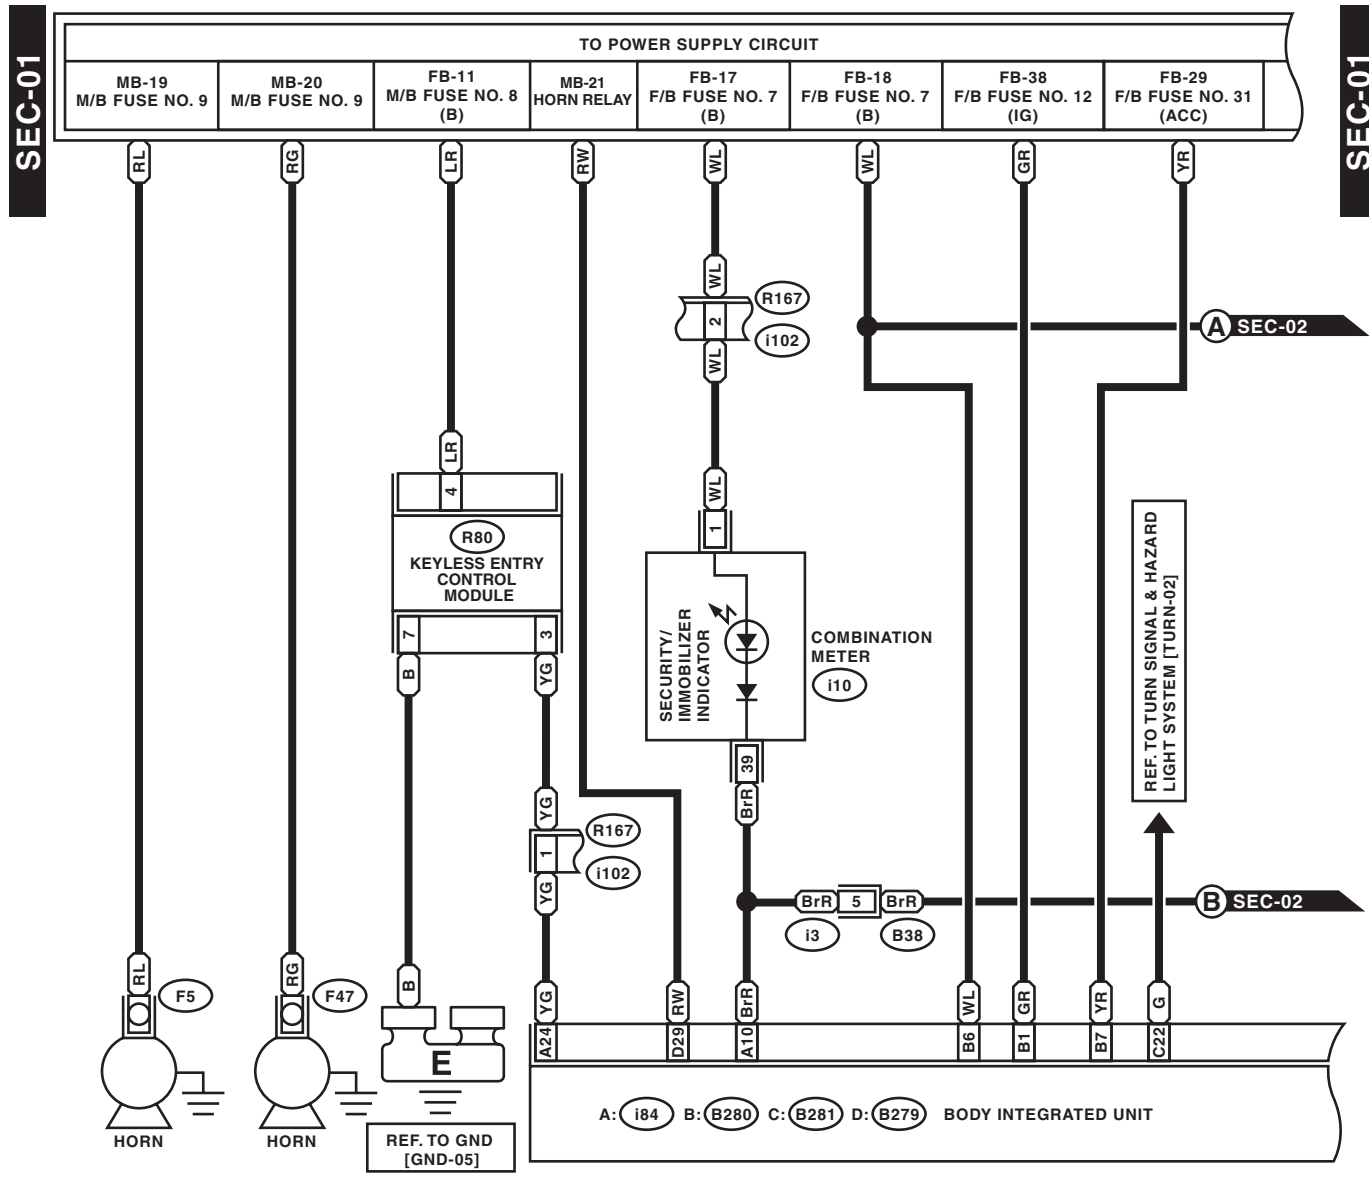 SEC-01
SEC-01
TO POWER SUPPLY CIRCUIT
MB-19
M/B FUSE NO. 9
MB-20
M/B FUSE NO. 9
FB-11
M/B FUSE NO. 8
(B)
MB-21
HORN RELAY
FB-17
F/B FUSE NO. 7
(B)
FB-18
F/B FUSE NO. 7
(B)
FB-38
F/B FUSE NO. 12
(IG)
FB-29
F/B FUSE NO. 31
(ACC)
RL
RG
LR
RW
WL
WL
GR
YR
WL
R167
2
i102
WL
A SEC-02
LR
4
R80
KEYLESS ENTRY
CONTROL
MODULE
7
3
B
YG
WL
1
SECURITY/
IMMOBILIZER
INDICATOR
COMBINATION
METER
i10
39
BrR
REF. TO TURN SIGNAL & HAZARD
LIGHT SYSTEM [TURN-02]
YG
R167
1
i102
YG
BrR
5
BrR
i3
B38
B SEC-02
RL
F5
RG
F47
B
YG
RW
BrR
WL
GR
YR
G
A24
D29
A10
B6
B1
B7
C22
E
HORN
HORN
REF. TO GND
[GND-05]
A: i84 B: B280 C: B281 D: B279 BODY INTEGRATED UNIT